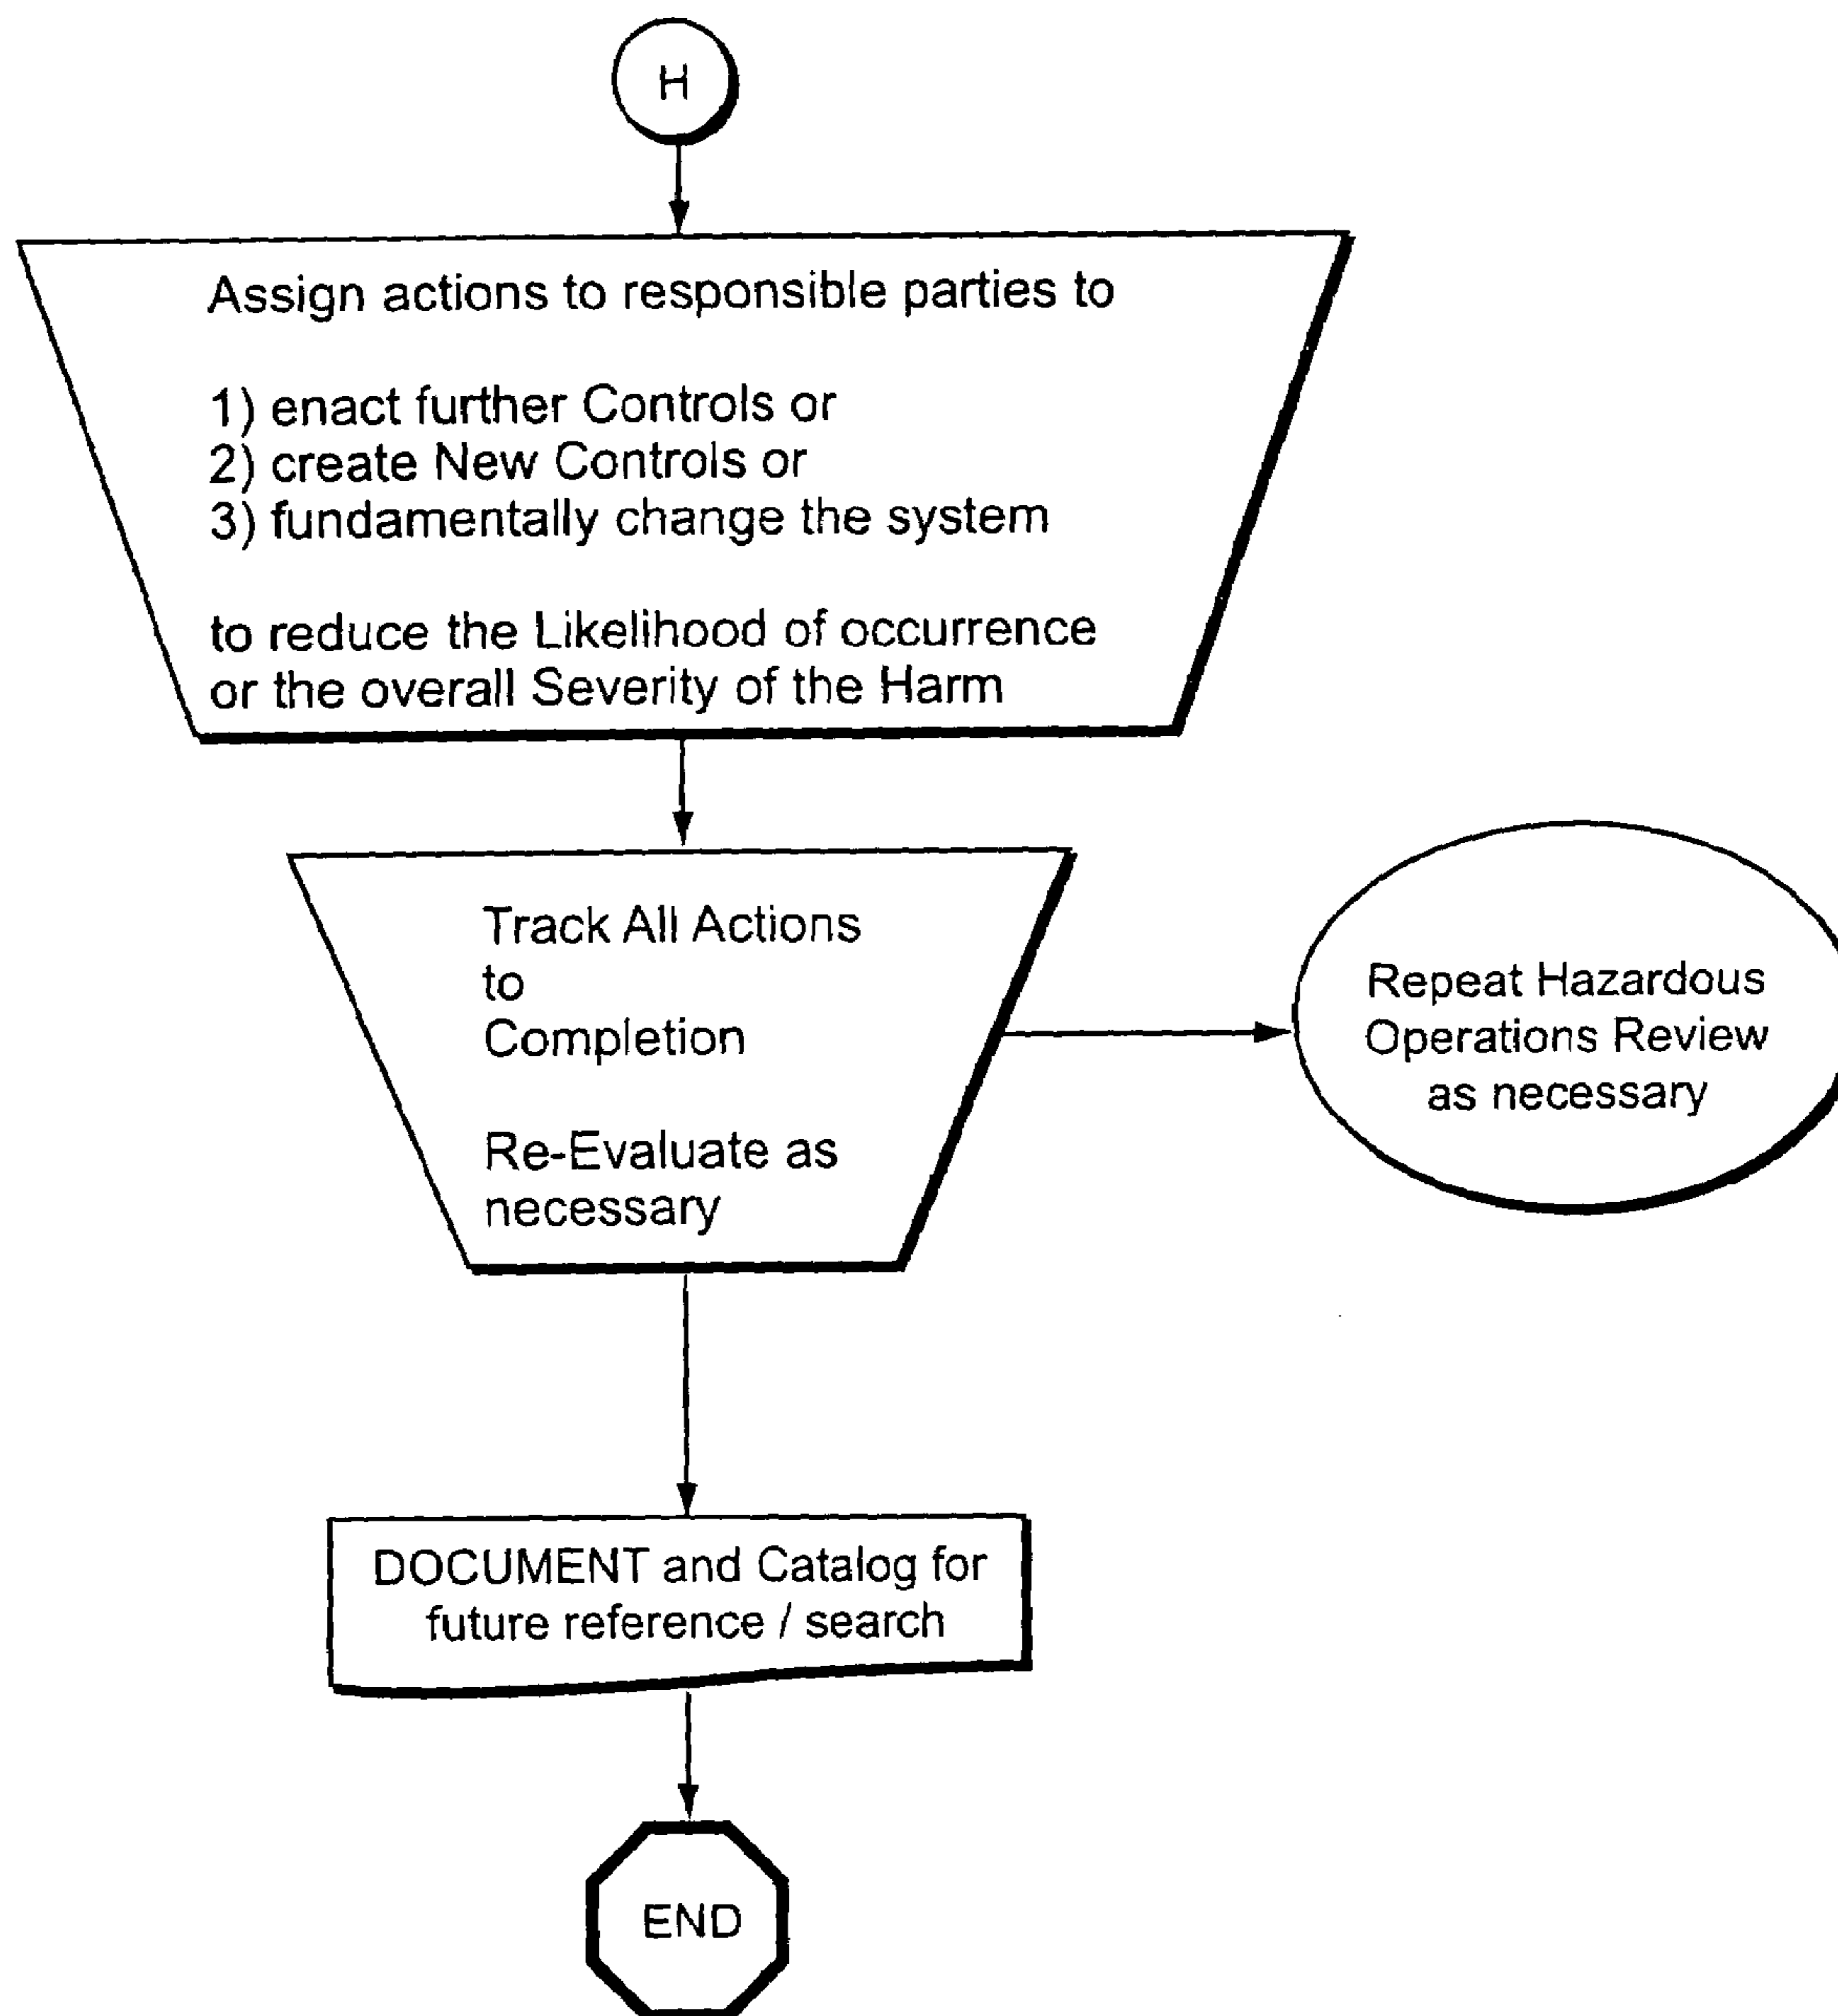 H
Assign actions to responsible parties to
1) enact further Controls or
2) create New Controls or
3) fundamentally change the system
to reduce the Likelihood of occurrence
or the overall Severity of the Harm
Track All Actions
to
Completion
Re-Evaluate as
necessary
Repeat Hazardous
Operations Review
as necessary
DOCUMENT and Catalog for
future reference / search
END